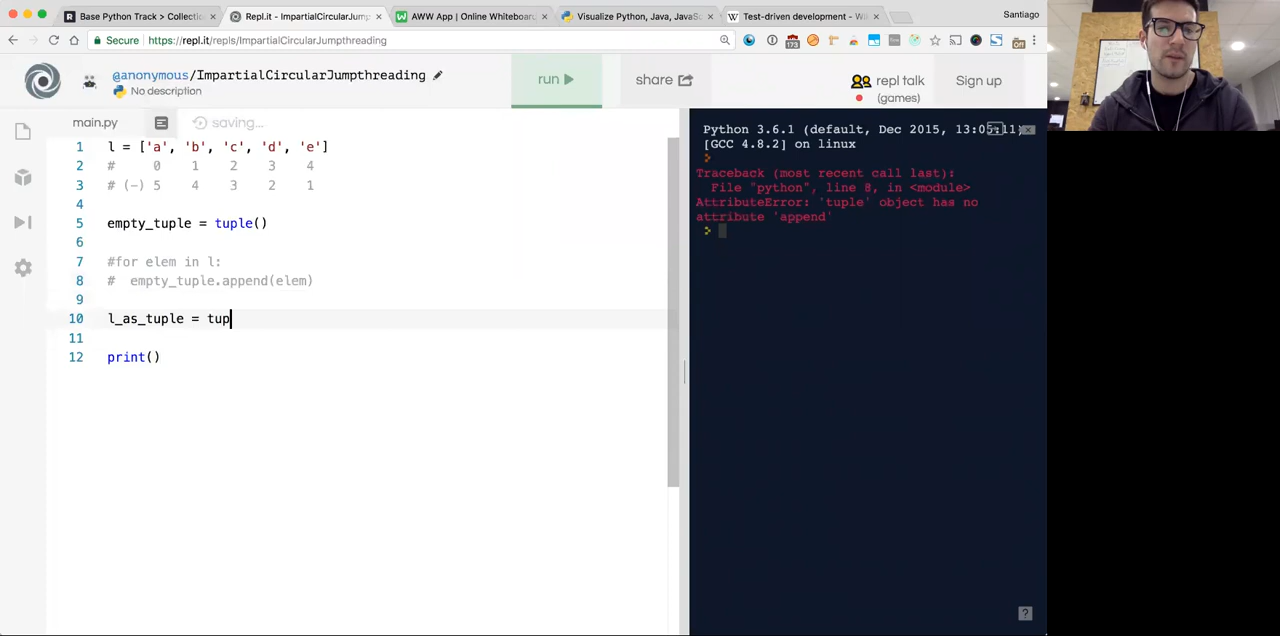 Base Python Track > Collectio
Repl.it - ImpartialCircularJump
AWW App | Online Whiteboar
Visualize Python, Java, JavaSc
Test-driven development - Wi
Santiago
Secure
https://repl.it/repls/ImpartialCircularJumpthreading
173
Off
@anonymous/ImpartialCircularJumpthreading
No description
run
share
repl talk
(games)
Sign up
main.py
saving...
1 l = ['a', 'b', 'c', 'd', 'e']
2 # 0 1 2 3 4
3 # (-) 5 4 3 2 1
4
5 empty_tuple = tuple()
6
7 #for elem in l:
8 # empty_tuple.append(elem)
9
10 l_as_tuple = tup
11
12 print()
Python 3.6.1 (default, Dec 2015, 13:05:11)
[GCC 4.8.2] on linux
Traceback (most recent call last):
File "python", line 8, in <module>
AttributeError: 'tuple' object has no
attribute 'append'
?